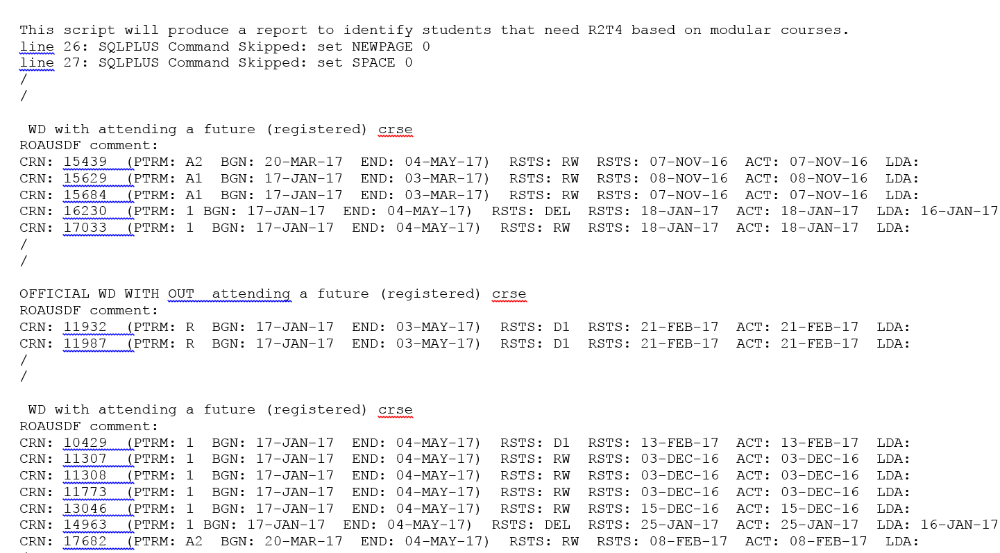 This script will produce a report to identify students that need R2T4 based on modular courses.
line 26: SQLPLUS Command Skipped: set NEWPAGE 0
line 27: SQLPLUS Command Skipped: set SPACE 0
/
/
WD with attending a future (registered) crse
ROAUSDF comment:
CRN: 15439  (PTRM: A2  BGN: 20-MAR-17  END: 04-MAY-17)  RSTS: RW  RSTS: 07-NOV-16  ACT: 07-NOV-16  LDA:
CRN: 15629  (PTRM: A1  BGN: 17-JAN-17  END: 03-MAR-17)  RSTS: RW  RSTS: 08-NOV-16  ACT: 08-NOV-16  LDA:
CRN: 15684  (PTRM: A1  BGN: 17-JAN-17  END: 03-MAR-17)  RSTS: RW  RSTS: 07-NOV-16  ACT: 07-NOV-16  LDA:
CRN: 16230  (PTRM: 1 BGN: 17-JAN-17  END: 04-MAY-17)  RSTS: DEL  RSTS: 18-JAN-17  ACT: 18-JAN-17  LDA: 16-JAN-17
CRN: 17033  (PTRM: 1  BGN: 17-JAN-17  END: 04-MAY-17)  RSTS: RW  RSTS: 18-JAN-17  ACT: 18-JAN-17  LDA:
/
/
OFFICIAL WD WITH OUT  attending a future (registered) crse
ROAUSDF comment:
CRN: 11932  (PTRM: R  BGN: 17-JAN-17  END: 03-MAY-17)  RSTS: D1  RSTS: 21-FEB-17  ACT: 21-FEB-17  LDA:
CRN: 11987  (PTRM: R  BGN: 17-JAN-17  END: 03-MAY-17)  RSTS: D1  RSTS: 21-FEB-17  ACT: 21-FEB-17  LDA:
/
/
WD with attending a future (registered) crse
ROAUSDF comment:
CRN: 10429  (PTRM: 1  BGN: 17-JAN-17  END: 04-MAY-17)  RSTS: D1  RSTS: 13-FEB-17  ACT: 13-FEB-17  LDA:
CRN: 11307  (PTRM: 1  BGN: 17-JAN-17  END: 04-MAY-17)  RSTS: RW  RSTS: 03-DEC-16  ACT: 03-DEC-16  LDA:
CRN: 11308  (PTRM: 1  BGN: 17-JAN-17  END: 04-MAY-17)  RSTS: RW  RSTS: 03-DEC-16  ACT: 03-DEC-16  LDA:
CRN: 11773  (PTRM: 1  BGN: 17-JAN-17  END: 04-MAY-17)  RSTS: RW  RSTS: 03-DEC-16  ACT: 03-DEC-16  LDA:
CRN: 13046  (PTRM: 1  BGN: 17-JAN-17  END: 04-MAY-17)  RSTS: RW  RSTS: 15-DEC-16  ACT: 15-DEC-16  LDA:
CRN: 14963  (PTRM: 1 BGN: 17-JAN-17  END: 04-MAY-17)  RSTS: DEL  RSTS: 25-JAN-17  ACT: 25-JAN-17  LDA: 16-JAN-17
CRN: 17682  (PTRM: A2  BGN: 20-MAR-17  END: 04-MAY-17)  RSTS: RW  RSTS: 08-FEB-17  ACT: 08-FEB-17  LDA: